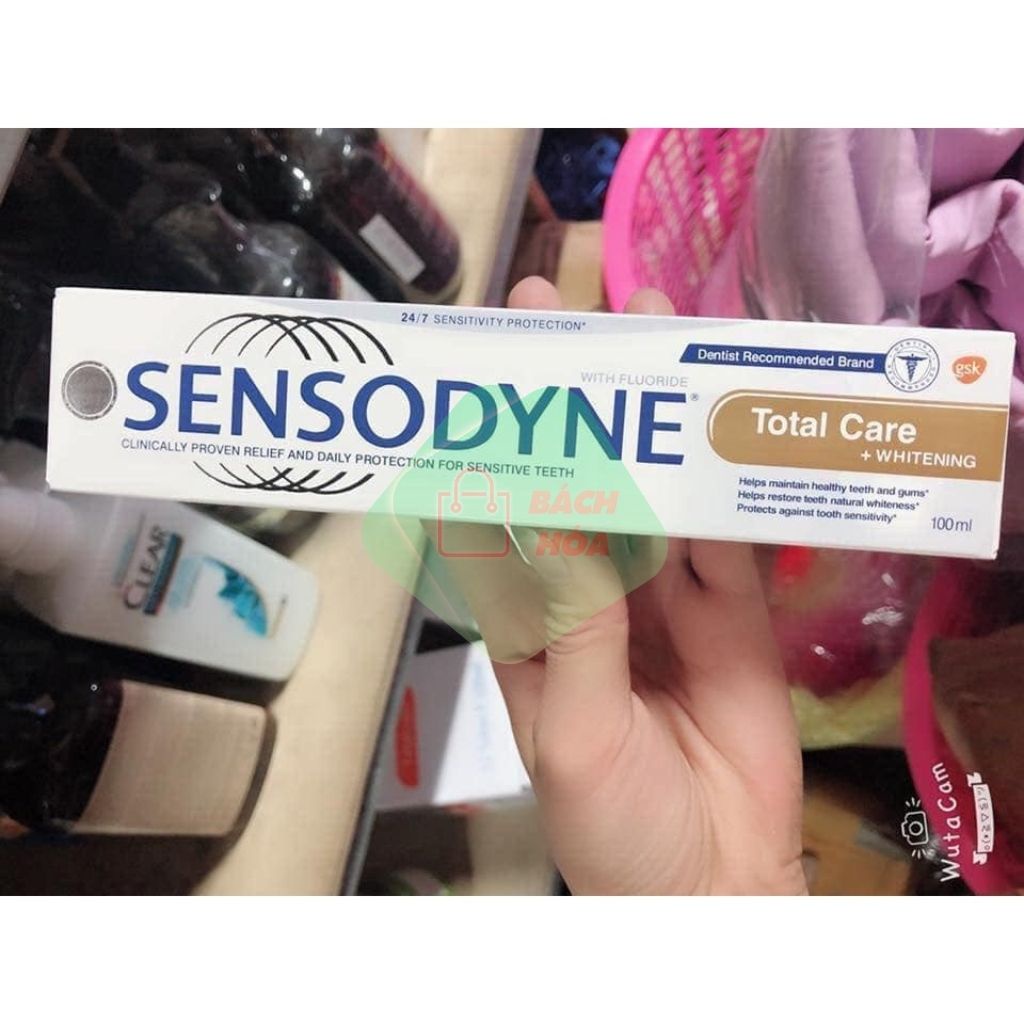 24/7 SENSITIVITY PROTECTION*
SENSODYNE®
WITH FLUORIDE
CLINICALLY PROVEN RELIEF AND DAILY PROTECTION FOR SENSITIVE TEETH
Dentist Recommended Brand
gsk
Total Care
+ WHITENING
Helps maintain healthy teeth and gums*
Helps restore teeth natural whiteness*
Protects against tooth sensitivity*
100ml
BÁCH
HÓA
CLEAR
WutaCam